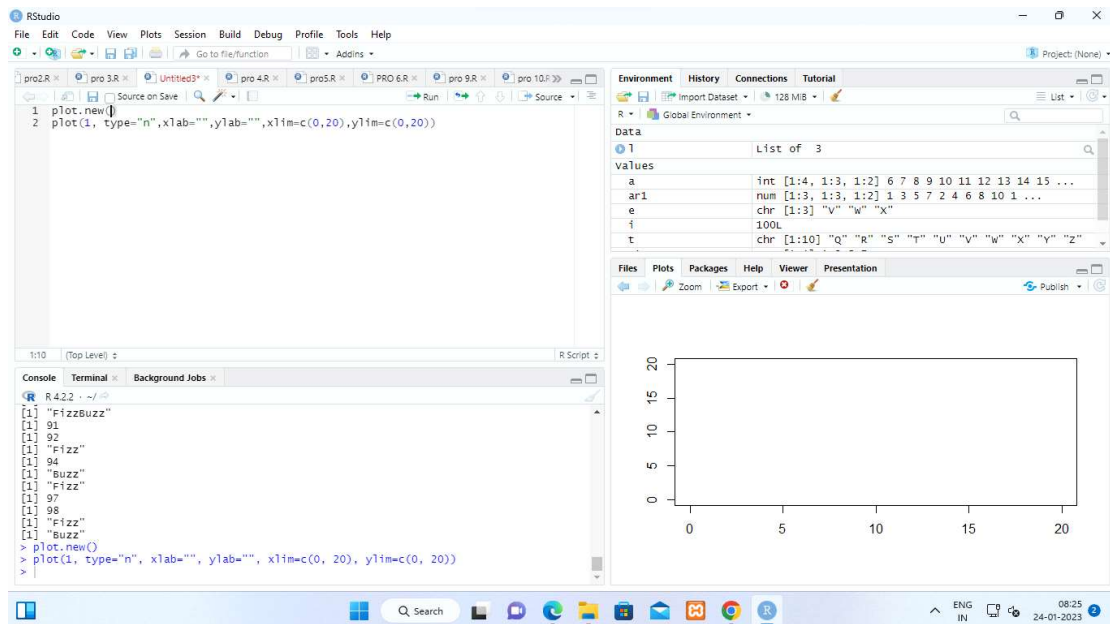 RStudio
File Edit Code View Plots Session Build Debug Profile Tools Help
Go to file/function Addins Project: (None)
pro2.R pro 3.R Untitled3* pro 4.R pro5.R PRO 6.R pro 9.R pro 10.R
Source on Save Run Source
1 plot.new()
2 plot(1, type="n",xlab="",ylab="",xlim=c(0,20),ylim=c(0,20))
1:10 (Top Level) R Script
Console Terminal Background Jobs
R 4.2.2 · ~/
[1] "FizzBuzz"
[1] 91
[1] 92
[1] "Fizz"
[1] 94
[1] "Buzz"
[1] "Fizz"
[1] 97
[1] 98
[1] "Fizz"
[1] "Buzz"
> plot.new()
> plot(1, type="n", xlab="", ylab="", xlim=c(0, 20), ylim=c(0, 20))
>
Environment History Connections Tutorial
Import Dataset 128 MiB List
R Global Environment
Data
l List of 3
values
a int [1:4, 1:3, 1:2] 6 7 8 9 10 11 12 13 14 15 ...
ar1 num [1:3, 1:3, 1:2] 1 3 5 7 2 4 6 8 10 1 ...
e chr [1:3] "V" "W" "X"
i 100L
t chr [1:10] "Q" "R" "S" "T" "U" "V" "W" "X" "Y" "Z"
Files Plots Packages Help Viewer Presentation
Zoom Export Publish
20
15
10
5
0
0 5 10 15 20
Search
ENG
IN
08:25
24-01-2023
2